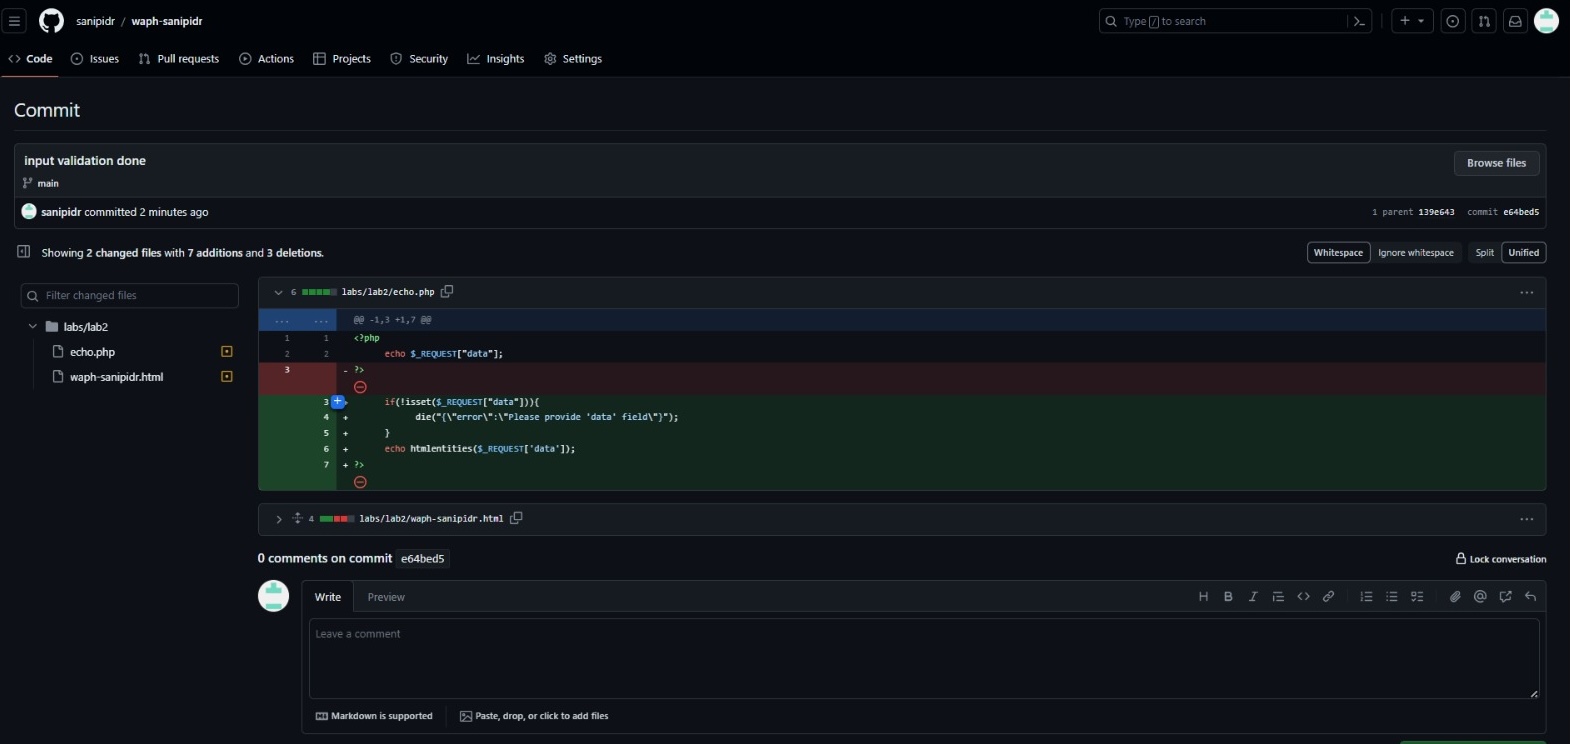 sanipidr / waph-sanipidr
Type / to search
Code Issues Pull requests Actions Projects Security Insights Settings
Commit
input validation done
Browse files
main
sanipidr committed 2 minutes ago
1 parent 139e643 commit e64bed5
Showing 2 changed files with 7 additions and 3 deletions.
Whitespace Ignore whitespace Split Unified
Filter changed files
labs/lab2
echo.php
waph-sanipidr.html
6 labs/lab2/echo.php
... ... @@ -1,3 +1,7 @@
1 1 <?php
2 2 echo $_REQUEST["data"];
3 - ?>
3 + if(!isset($_REQUEST["data"])){
4 + die("{\"error\":\"Please provide 'data' field\"}");
5 + }
6 + echo htmlentities($_REQUEST['data']);
7 + ?>
4 labs/lab2/waph-sanipidr.html
0 comments on commit e64bed5
Lock conversation
Write Preview
Leave a comment
Markdown is supported
Paste, drop, or click to add files